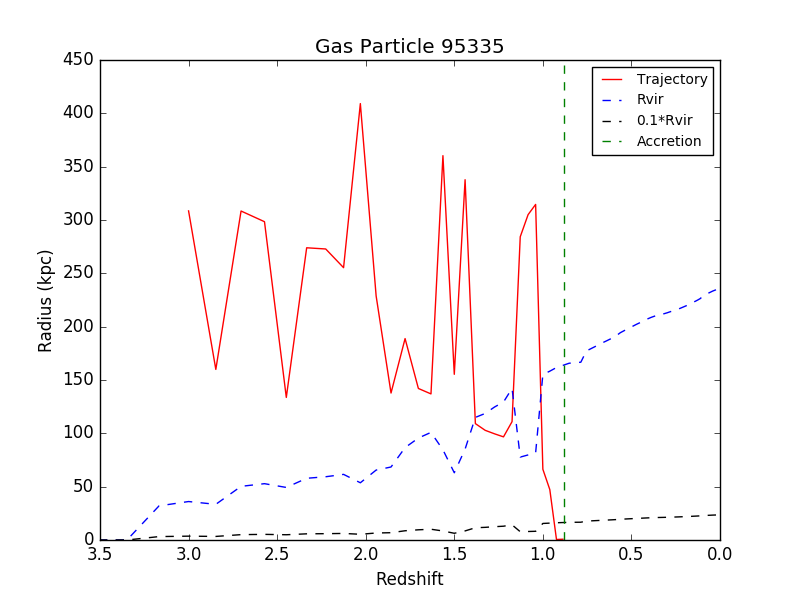 Gas Particle 95335
450
400
350
300
250
200
150
100
50
0
Radius (kpc)
Trajectory
Rvir
0.1*Rvir
Accretion
3.5 3.0 2.5 2.0 1.5 1.0 0.5 0.0
Redshift